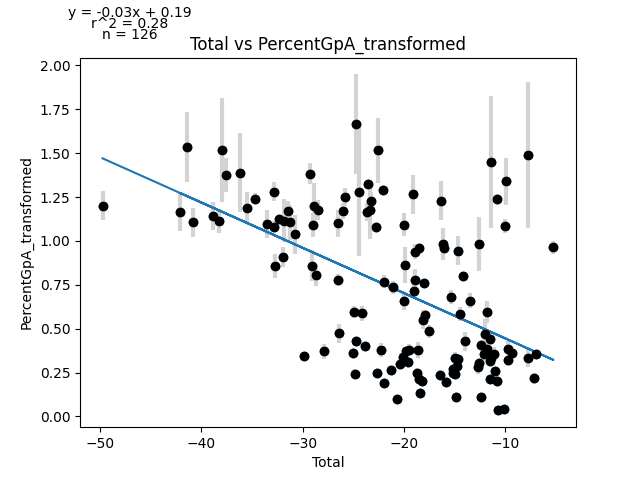 y = -0.03x + 0.19
r^2 = 0.28
n = 126
Total vs PercentGpA_transformed
2.00
1.75
1.50
1.25
1.00
0.75
0.50
0.25
0.00
PercentGpA_transformed
−50
−40
−30
−20
−10
Total